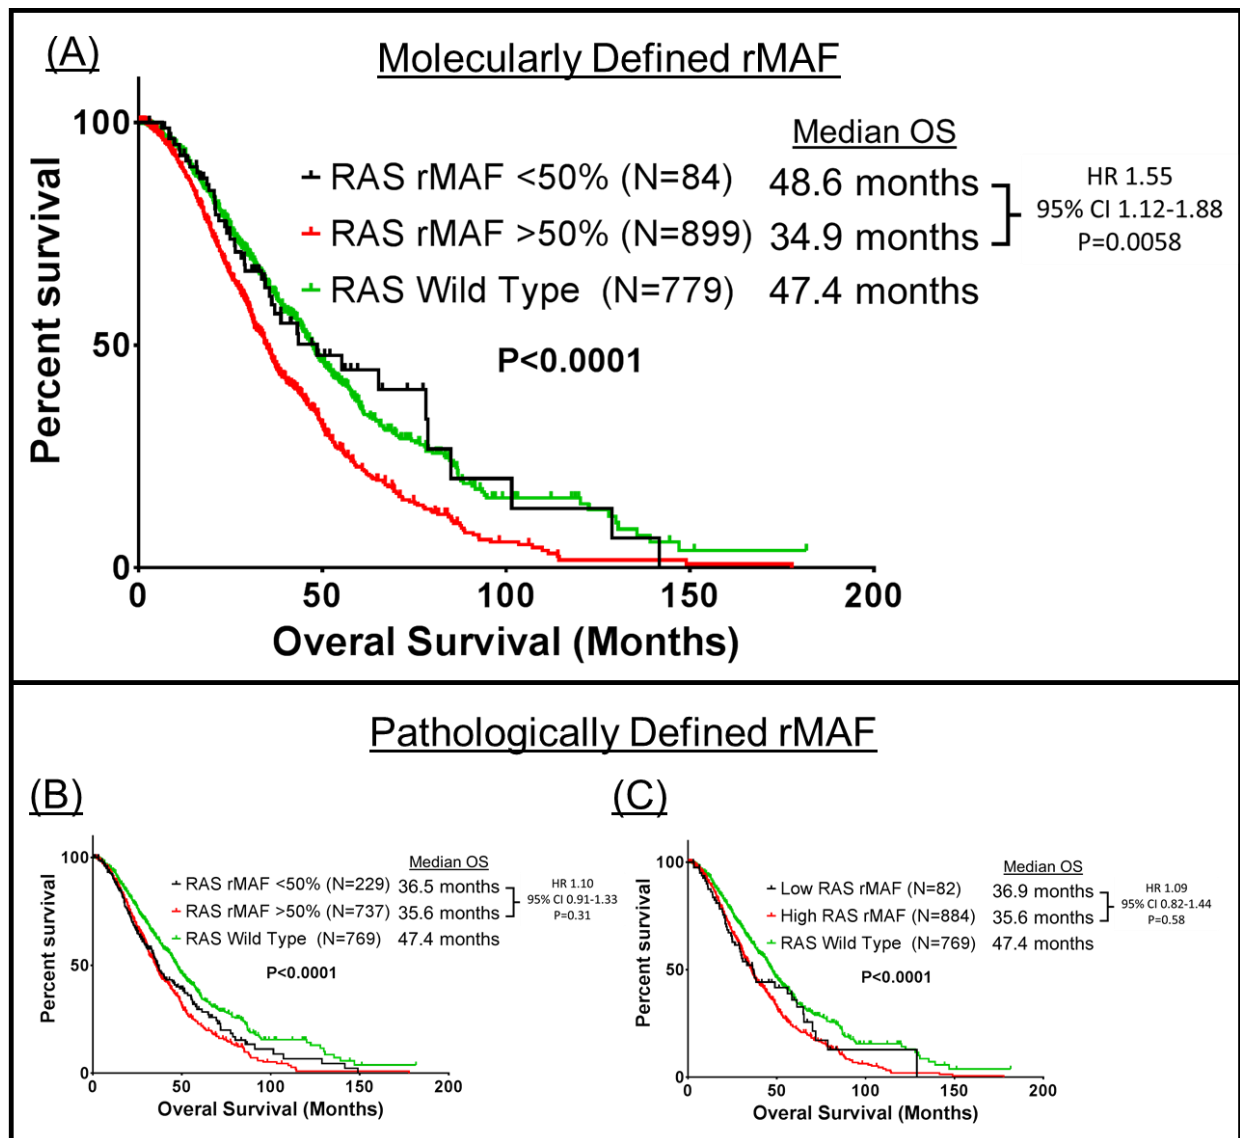 (A)
Molecularly Defined rMAF
Median OS
RAS rMAF <50% (N=84) 48.6 months
RAS rMAF >50% (N=899) 34.9 months
RAS Wild Type (N=779) 47.4 months
HR 1.55
95% CI 1.12-1.88
P=0.0058
P<0.0001
Percent survival
100
50
0
0 50 100 150 200
Overal Survival (Months)
Pathologically Defined rMAF
(B)
Median OS
RAS rMAF <50% (N=229) 36.5 months
RAS rMAF >50% (N=737) 35.6 months
RAS Wild Type (N=769) 47.4 months
HR 1.10
95% CI 0.91-1.33
P=0.31
P<0.0001
Percent survival
100
50
0
0 50 100 150 200
Overal Survival (Months)
(C)
Median OS
Low RAS rMAF (N=82) 36.9 months
High RAS rMAF (N=884) 35.6 months
RAS Wild Type (N=769) 47.4 months
HR 1.09
95% CI 0.82-1.44
P=0.58
P<0.0001
Percent survival
100
50
0
0 50 100 150 200
Overal Survival (Months)